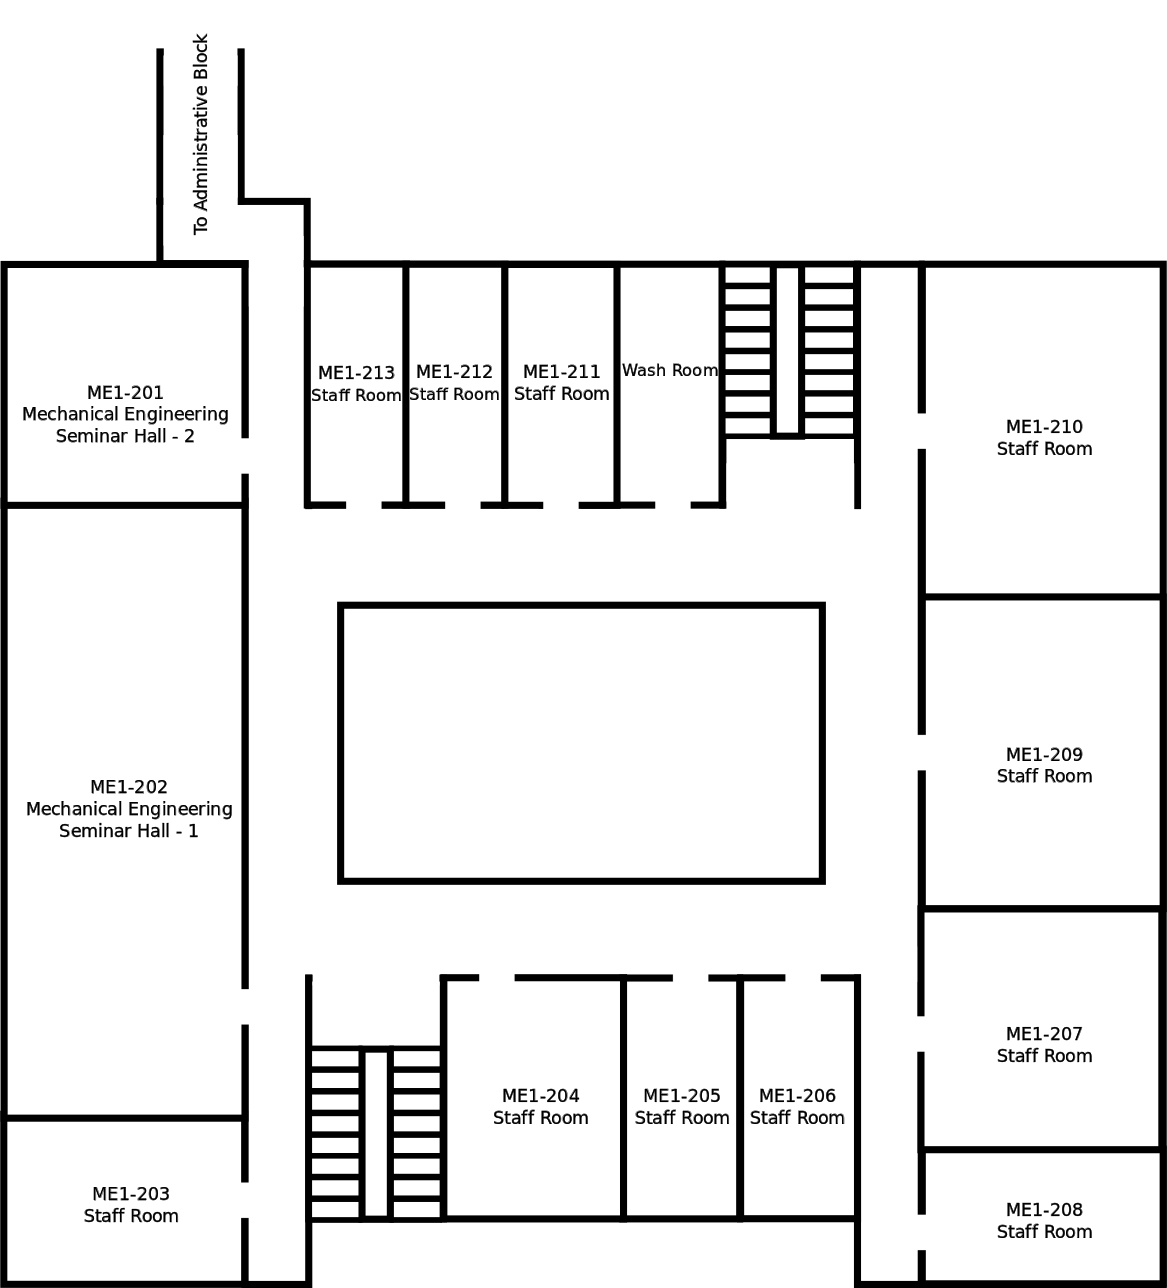 To Administrative Block
ME1-201
Mechanical Engineering
Seminar Hall - 2
ME1-213
Staff Room
ME1-212
Staff Room
ME1-211
Staff Room
Wash Room
ME1-210
Staff Room
ME1-202
Mechanical Engineering
Seminar Hall - 1
ME1-209
Staff Room
ME1-207
Staff Room
ME1-204
Staff Room
ME1-205
Staff Room
ME1-206
Staff Room
ME1-203
Staff Room
ME1-208
Staff Room